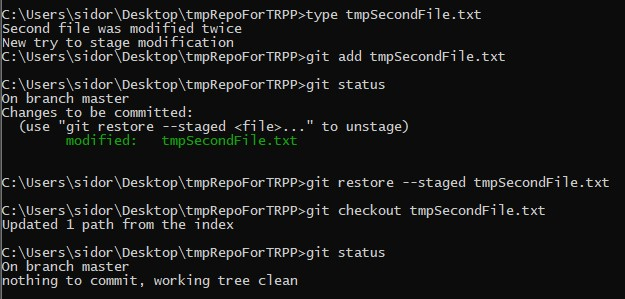 C:\Users\sidor\Desktop\tmpRepoForTRPP>type tmpSecondFile.txt
Second file was modified twice
New try to stage modification
C:\Users\sidor\Desktop\tmpRepoForTRPP>git add tmpSecondFile.txt
C:\Users\sidor\Desktop\tmpRepoForTRPP>git status
On branch master
Changes to be committed:
  (use "git restore --staged <file>..." to unstage)
        modified:   tmpSecondFile.txt
C:\Users\sidor\Desktop\tmpRepoForTRPP>git restore --staged tmpSecondFile.txt
C:\Users\sidor\Desktop\tmpRepoForTRPP>git checkout tmpSecondFile.txt
Updated 1 path from the index
C:\Users\sidor\Desktop\tmpRepoForTRPP>git status
On branch master
nothing to commit, working tree clean